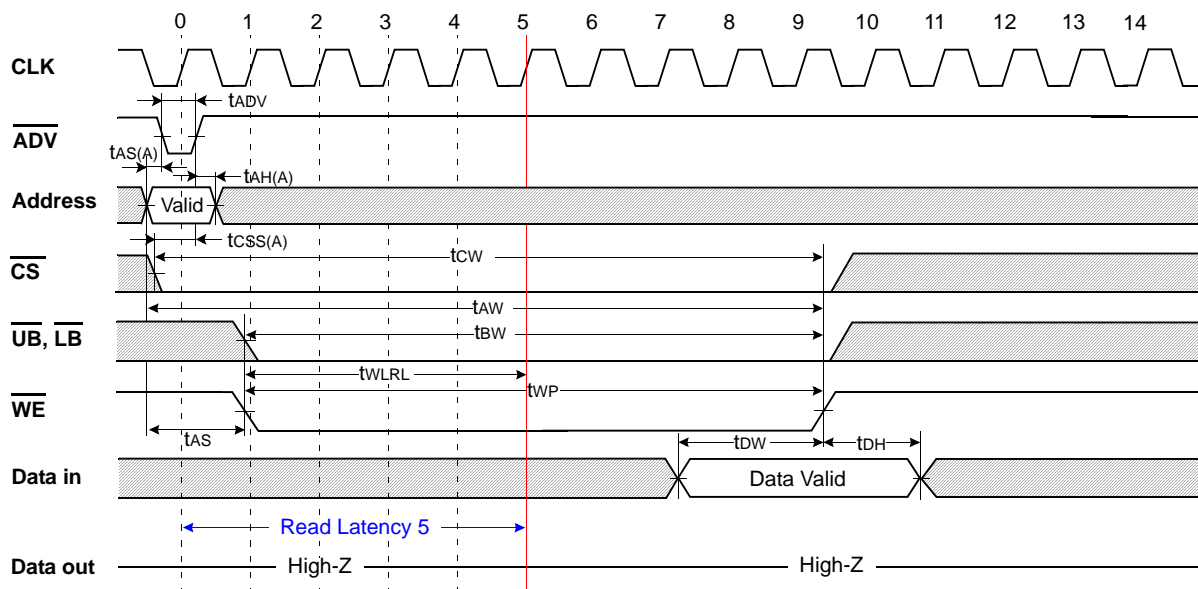 0 1 2 3 4 5 6 7 8 9 10 11 12 13 14
CLK
tADV
ADV
tAS(A)
tAH(A)
Address
Valid
tCSS(A)
tCW
CS
tAW
UB, LB
tBW
tWLRL
tWP
WE
tAS
tDW
tDH
Data in
Data Valid
Read Latency 5
Data out
High-Z
High-Z